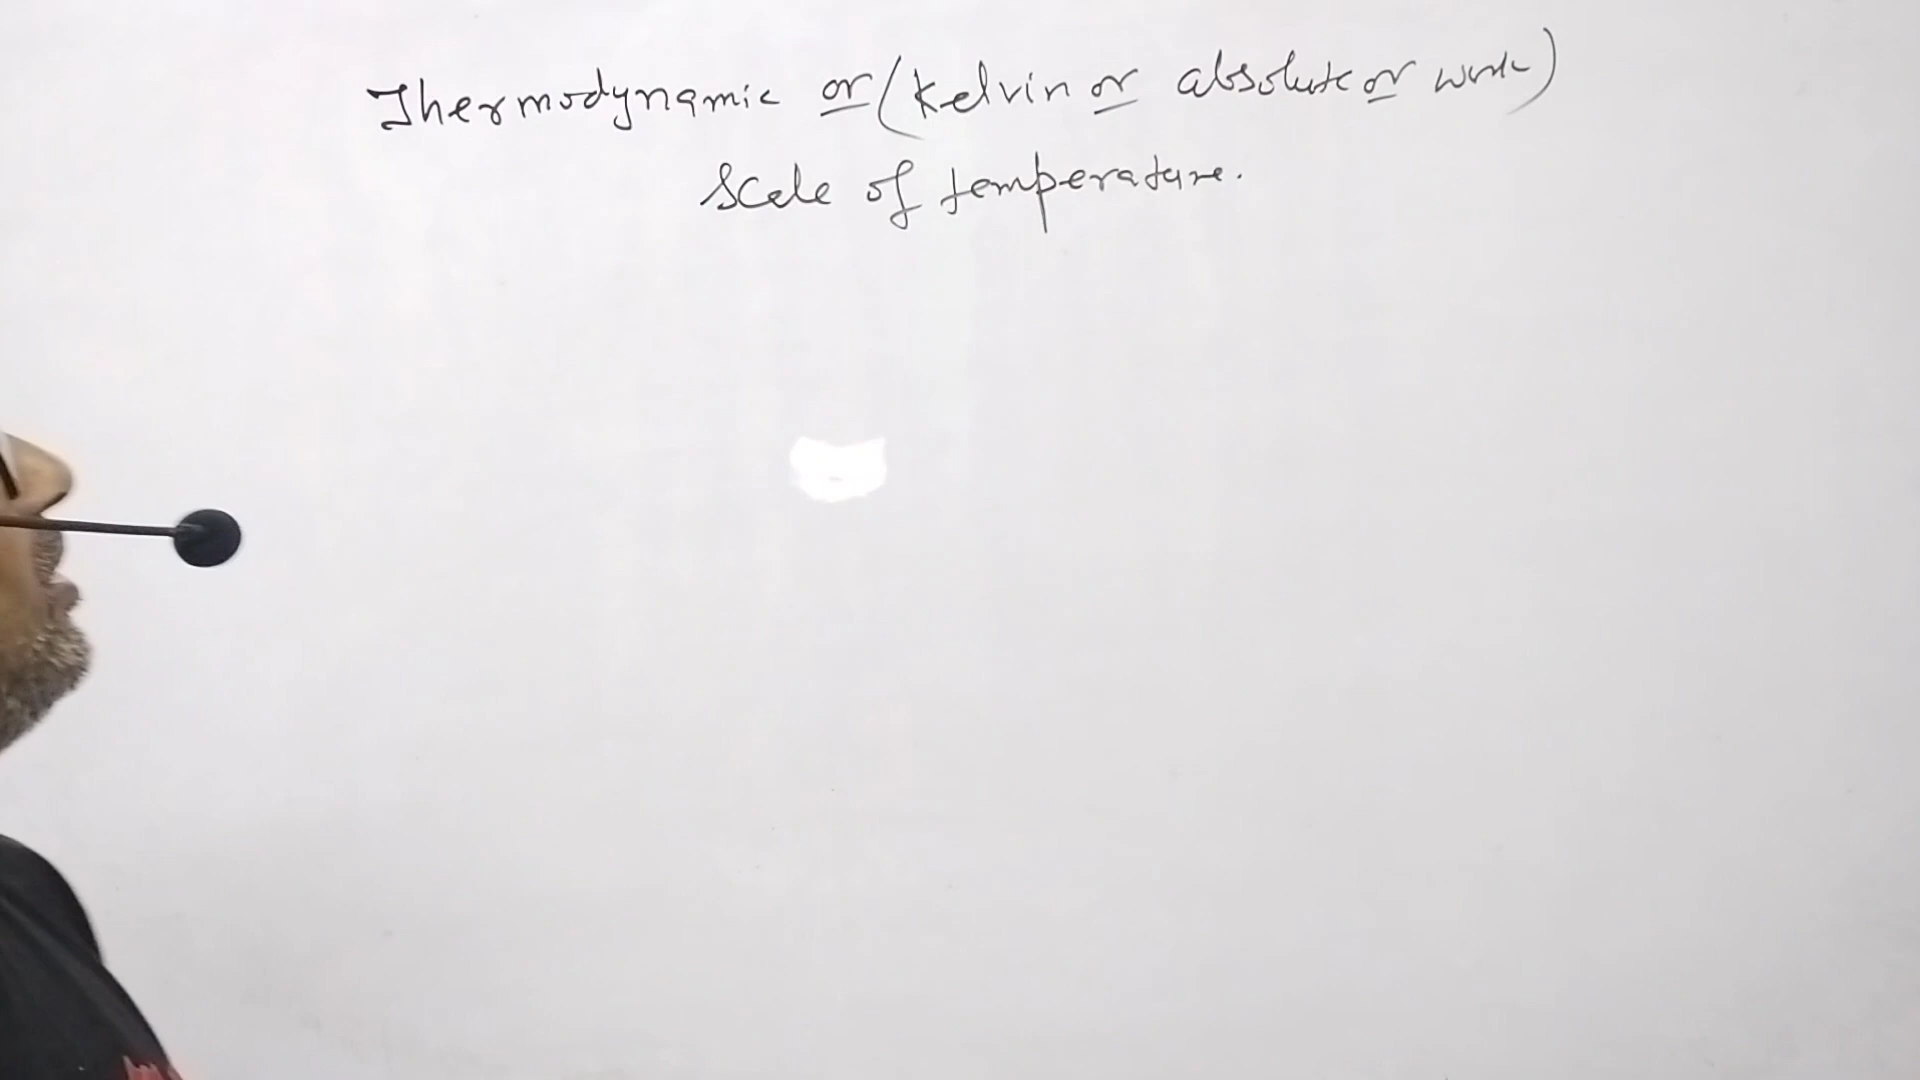 Thermodynamic or (Kelvin or absolute or work)
Scale of temperature.